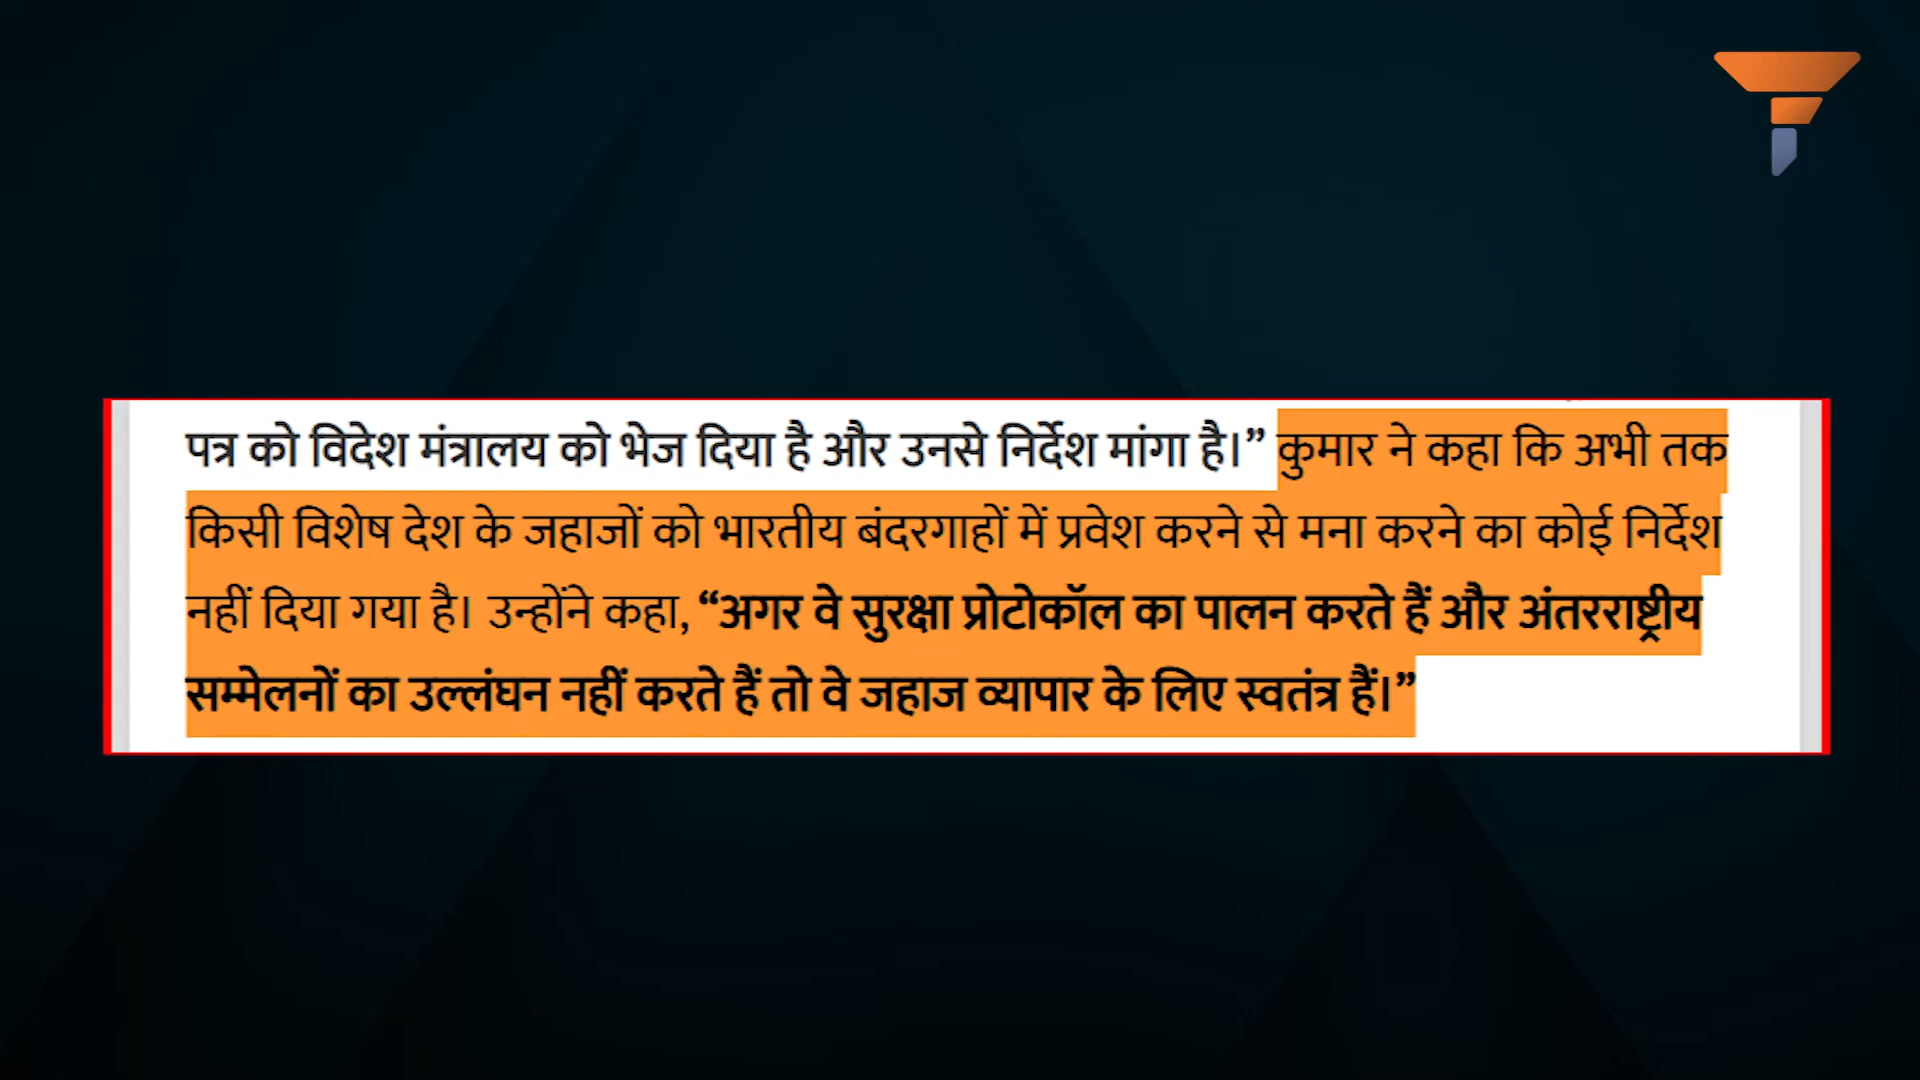 पत्र को विदेश मंत्रालय को भेज दिया है और उनसे निर्देश मांगा है।” कुमार ने कहा कि अभी तक
किसी विशेष देश के जहाजों को भारतीय बंदरगाहों में प्रवेश करने से मना करने का कोई निर्देश
नहीं दिया गया है। उन्होंने कहा, “अगर वे सुरक्षा प्रोटोकॉल का पालन करते हैं और अंतरराष्ट्रीय
सम्मेलनों का उल्लंघन नहीं करते हैं तो वे जहाज व्यापार के लिए स्वतंत्र हैं।”